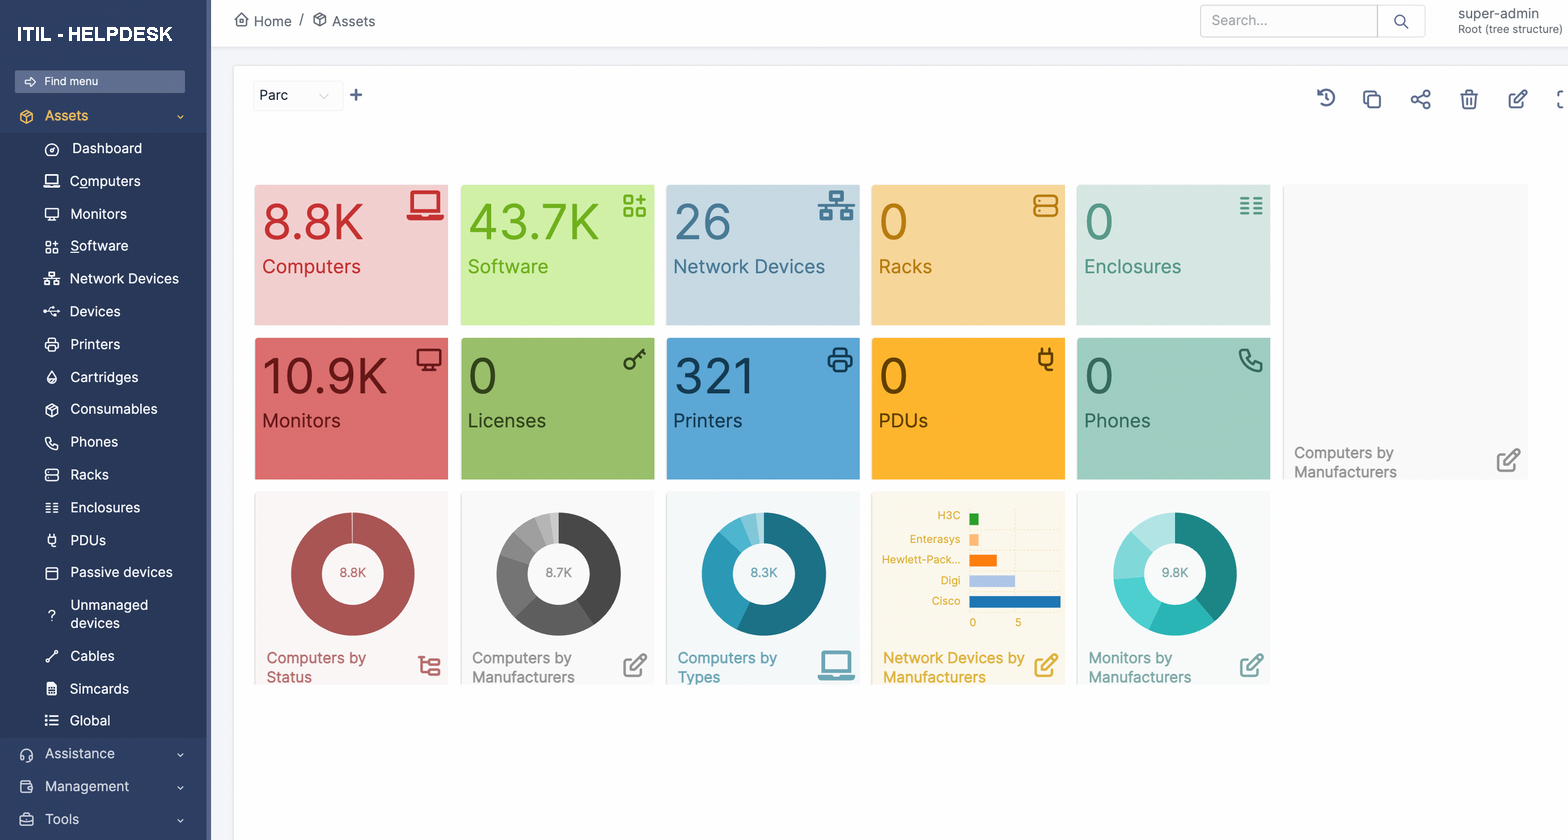 ITIL - HELPDESK
Find menu
Assets
Dashboard
Computers
Monitors
Software
Network Devices
Devices
Printers
Cartridges
Consumables
Phones
Racks
Enclosures
PDUs
Passive devices
Unmanaged
devices
Cables
Simcards
Global
Assistance
Management
Tools
Home / Assets
Search...
super-admin
Root (tree structure)
Parc
8.8K
Computers
43.7K
Software
26
Network Devices
0
Racks
0
Enclosures
10.9K
Monitors
0
Licenses
321
Printers
0
PDUs
0
Phones
Computers by
Manufacturers
8.8K
Computers by
Status
8.7K
Computers by
Manufacturers
8.3K
Computers by
Types
H3C
Enterasys
Hewlett-Pack...
Digi
Cisco
0 5
Network Devices by
Manufacturers
9.8K
Monitors by
Manufacturers